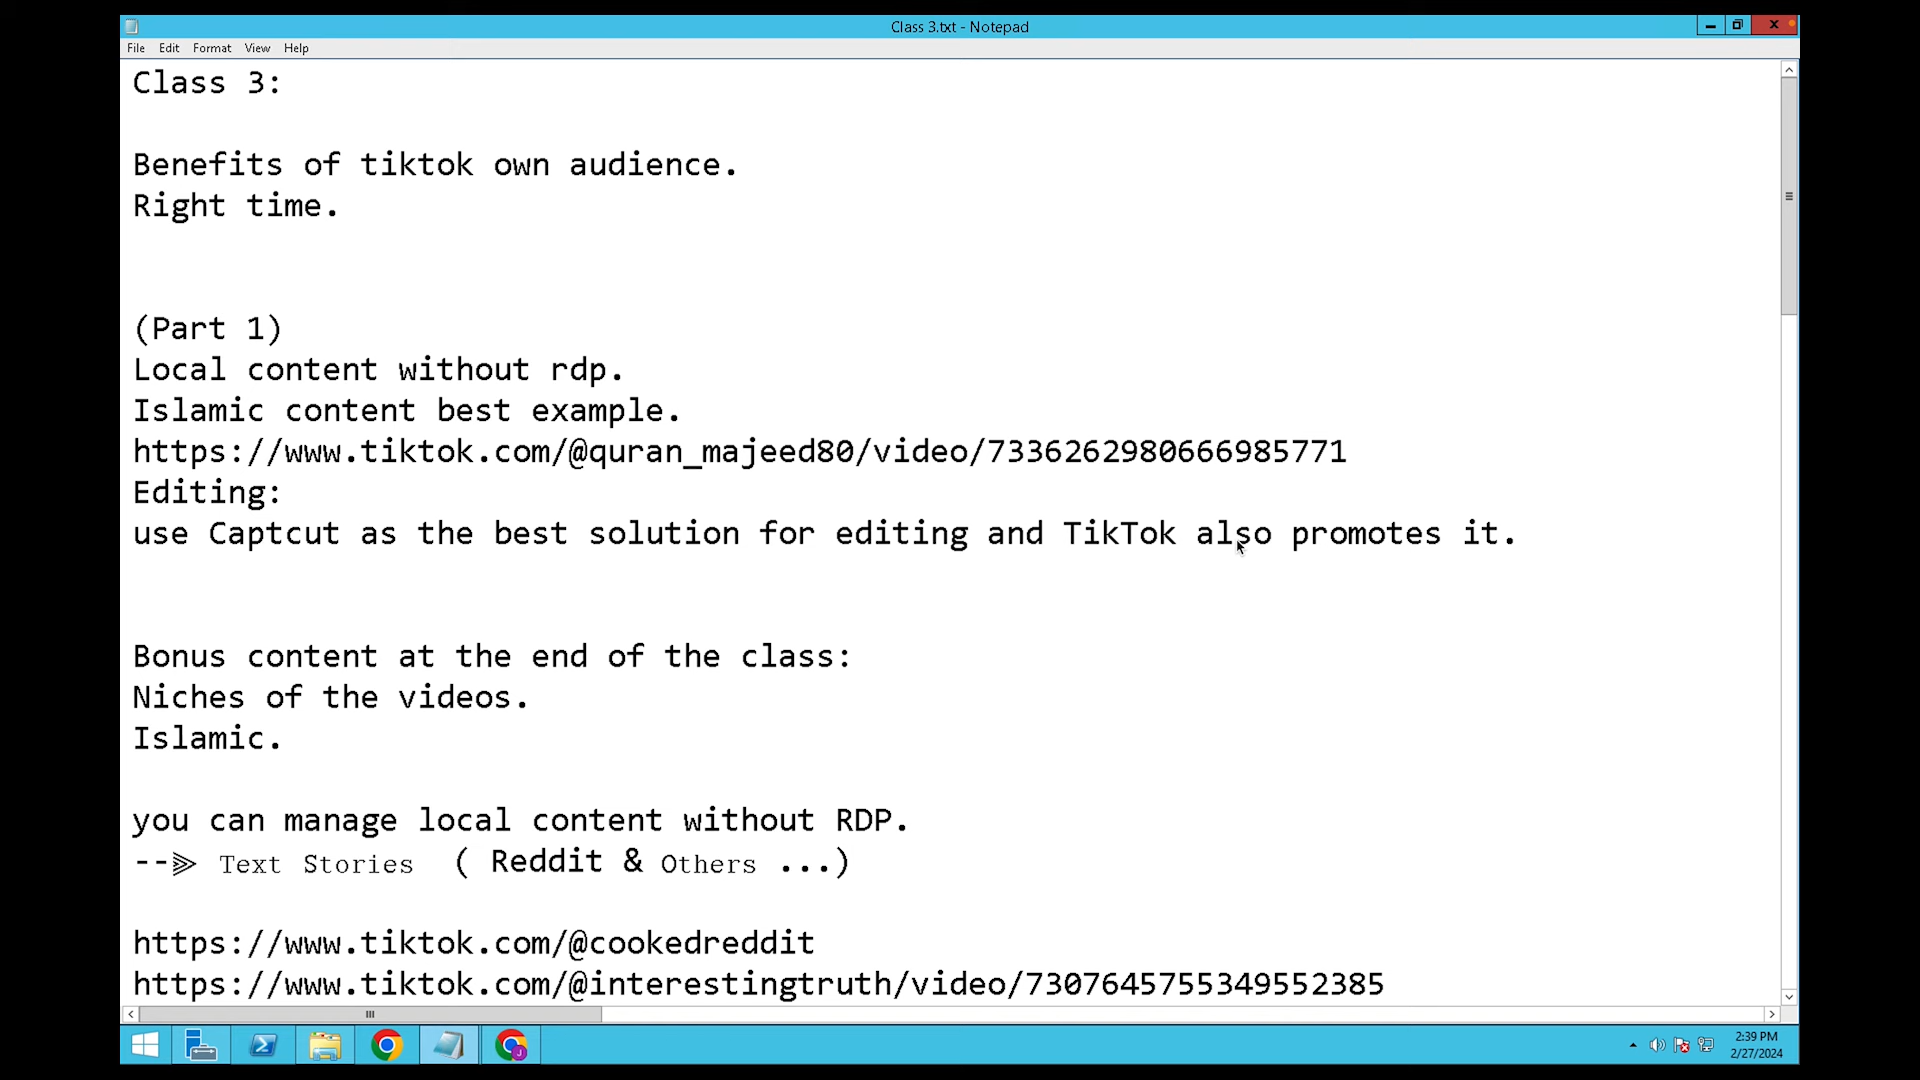 Class 3.txt - Notepad
File Edit Format View Help
Class 3:
Benefits of tiktok own audience.
Right time.
(Part 1)
Local content without rdp.
Islamic content best example.
https://www.tiktok.com/@quran_majeed80/video/7336262980666985771
Editing:
use Captcut as the best solution for editing and TikTok also promotes it.
Bonus content at the end of the class:
Niches of the videos.
Islamic.
you can manage local content without RDP.
--⫸ Text Stories ( Reddit & Others ...)
https://www.tiktok.com/@cookedreddit
https://www.tiktok.com/@interestingtruth/video/7307645755349552385
2:39 PM
2/27/2024